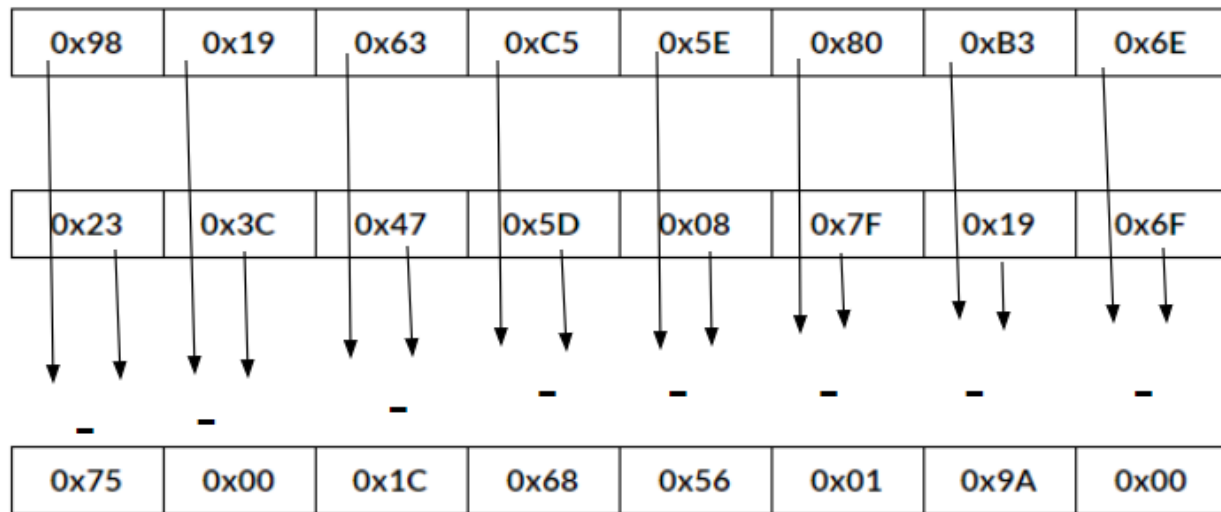 0x98 0x19 0x63 0xC5 0x5E 0x80 0xB3 0x6E
0x23 0x3C 0x47 0x5D 0x08 0x7F 0x19 0x6F
- - - - - - - -
0x75 0x00 0x1C 0x68 0x56 0x01 0x9A 0x00